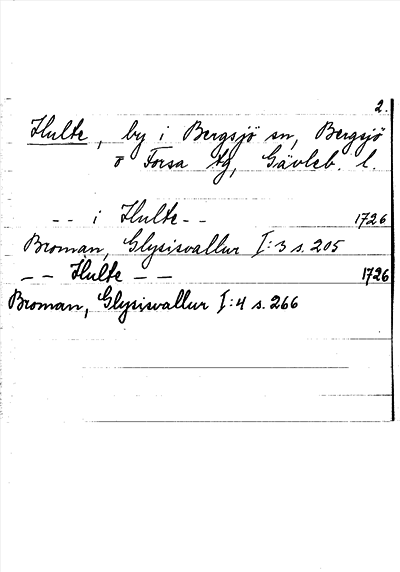 2.
Hulte, by i Bergsjö sn, Bergsjö
o Forsa tg, Gävleb. l.
-- i Hulte -- 1726
Broman, Glysisvallur I:3 s. 205
-- Hulte -- 1726
Broman, Glysisvallur I:4 s. 266